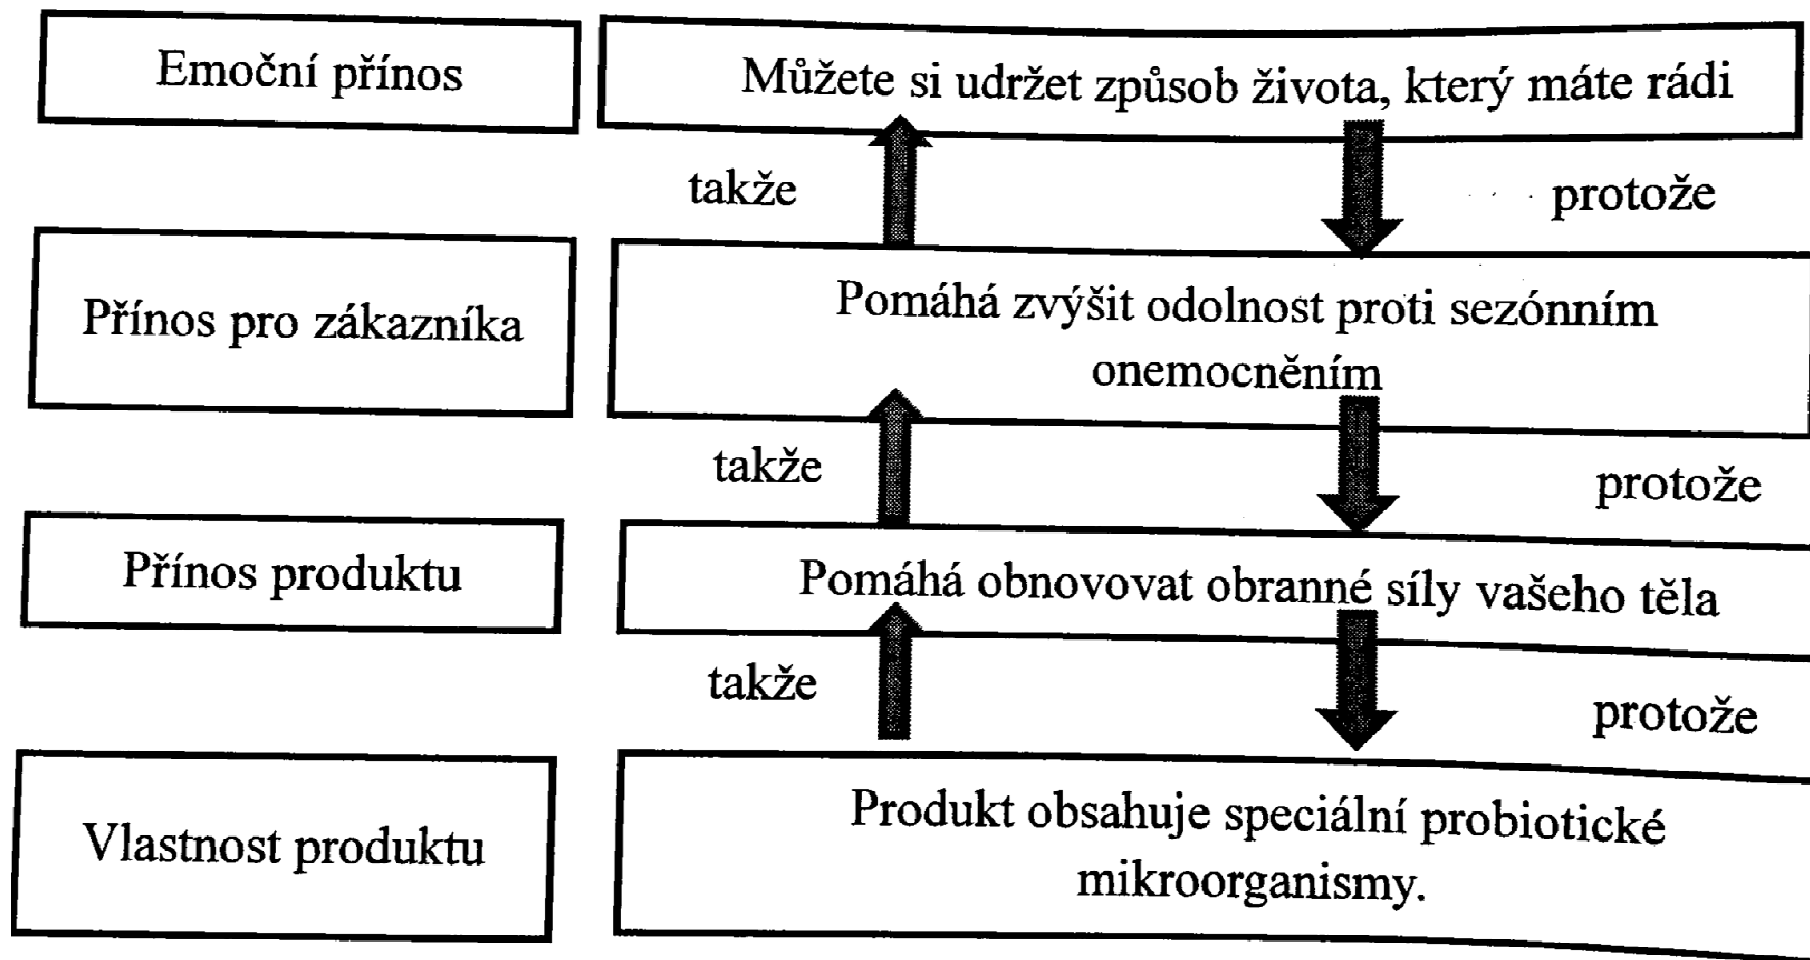 Emoční přínos
Můžete si udržet způsob života, který máte rádi
takže
protože
Přínos pro zákazníka
Pomáhá zvýšit odolnost proti sezónním
onemocněním
takže
protože
Přínos produktu
Pomáhá obnovovat obranné síly vašeho těla
takže
protože
Vlastnost produktu
Produkt obsahuje speciální probiotické
mikroorganismy.